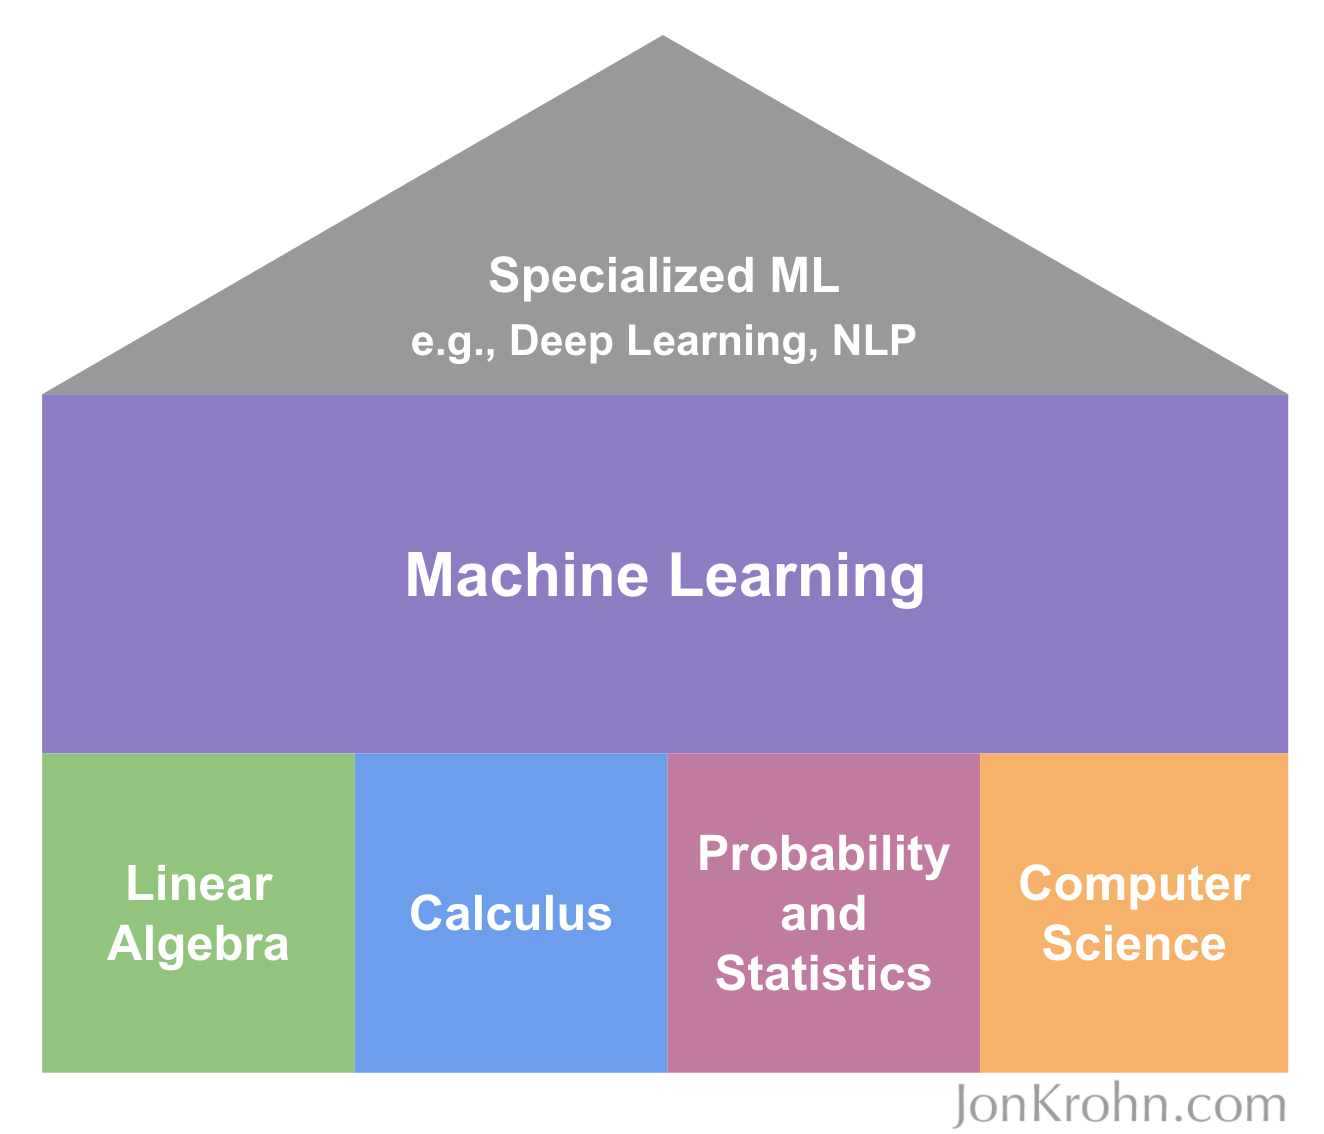 Specialized ML
e.g., Deep Learning, NLP
Machine Learning
Linear
Algebra
Calculus
Probability
and
Statistics
Computer
Science
JonKrohn.com